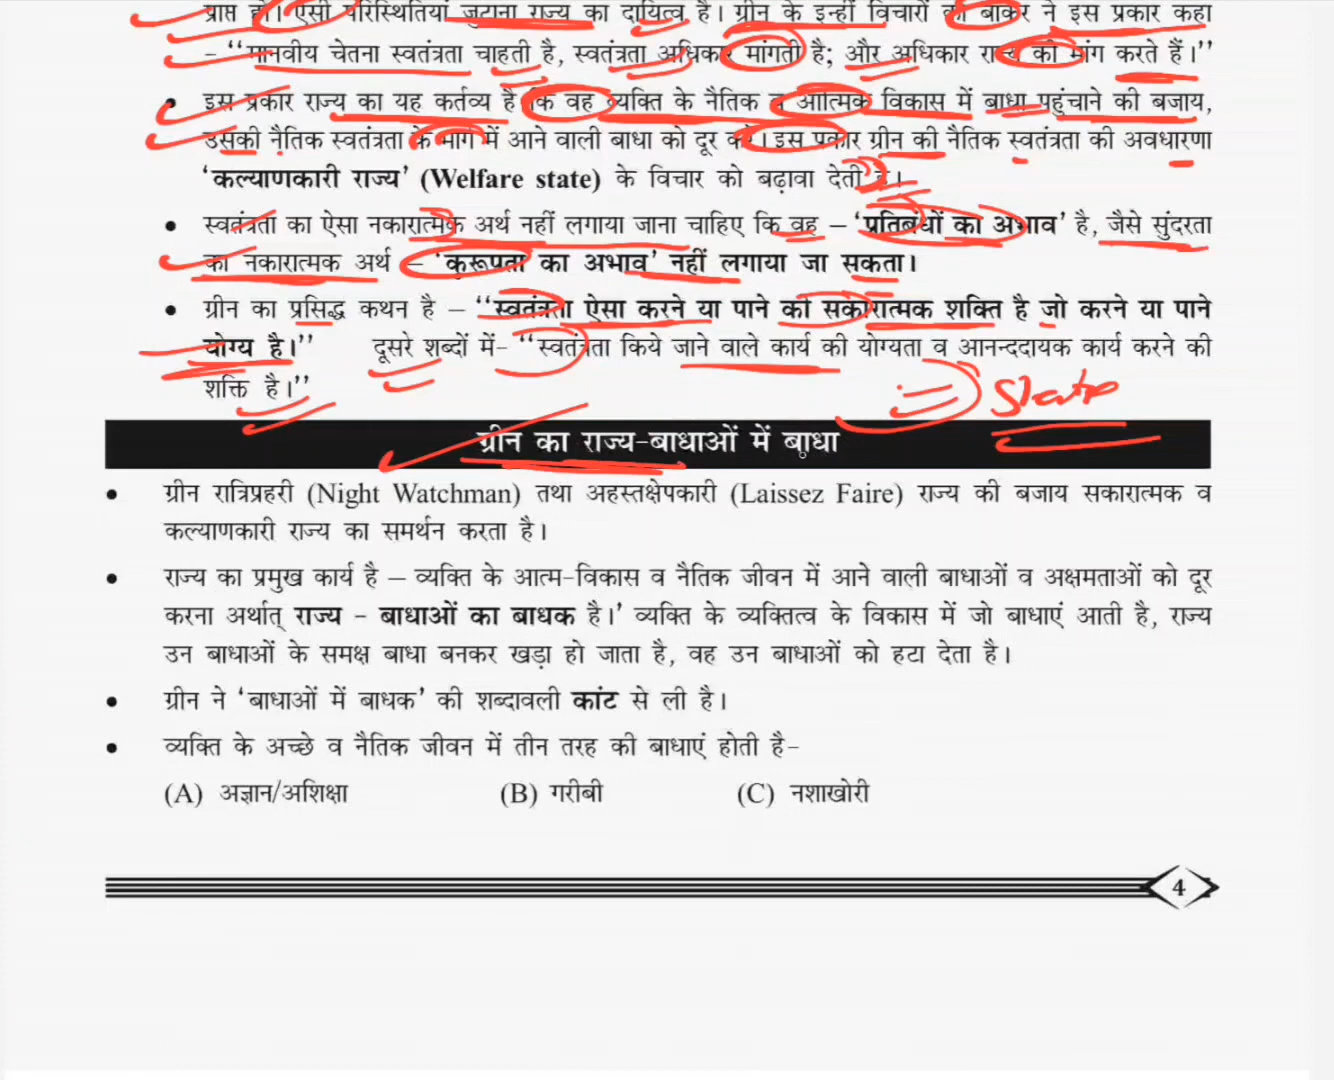 प्राप्त हो। ऐसी परिस्थितियां जुटाना राज्य का दायित्व है। ग्रीन के इन्हीं विचारों को बाकर ने इस प्रकार कहा
- ‘‘मानवीय चेतना स्वतंत्रता चाहती है, स्वतंत्रता अधिकार मांगती है; और अधिकार राज्य की मांग करते हैं।’’
• इस प्रकार राज्य का यह कर्तव्य है कि वह व्यक्ति के नैतिक व आत्मिक विकास में बाधा पहुंचाने की बजाय,
उसकी नैतिक स्वतंत्रता के मार्ग में आने वाली बाधा को दूर करे। इस प्रकार ग्रीन की नैतिक स्वतंत्रता की अवधारणा
‘कल्याणकारी राज्य’ (Welfare state) के विचार को बढ़ावा देती है।
• स्वतंत्रता का ऐसा नकारात्मक अर्थ नहीं लगाया जाना चाहिए कि वह – ‘प्रतिबंधों का अभाव’ है, जैसे सुंदरता
का नकारात्मक अर्थ – ‘कुरूपता का अभाव’ नहीं लगाया जा सकता।
• ग्रीन का प्रसिद्ध कथन है – ‘‘स्वतंत्रता ऐसा करने या पाने की सकारात्मक शक्ति है जो करने या पाने
योग्य है।’’ दूसरे शब्दों में- ‘‘स्वतंत्रता किये जाने वाले कार्य की योग्यता व आनन्ददायक कार्य करने की
शक्ति है।’’ State
ग्रीन का राज्य-बाधाओं में बाधा
• ग्रीन रात्रिप्रहरी (Night Watchman) तथा अहस्तक्षेपकारी (Laissez Faire) राज्य की बजाय सकारात्मक व
कल्याणकारी राज्य का समर्थन करता है।
• राज्य का प्रमुख कार्य है – व्यक्ति के आत्म-विकास व नैतिक जीवन में आने वाली बाधाओं व अक्षमताओं को दूर
करना अर्थात् राज्य - बाधाओं का बाधक है।’ व्यक्ति के व्यक्तित्व के विकास में जो बाधाएं आती है, राज्य
उन बाधाओं के समक्ष बाधा बनकर खड़ा हो जाता है, वह उन बाधाओं को हटा देता है।
• ग्रीन ने ‘बाधाओं में बाधक’ की शब्दावली कांट से ली है।
• व्यक्ति के अच्छे व नैतिक जीवन में तीन तरह की बाधाएं होती है-
(A) अज्ञान/अशिक्षा (B) गरीबी (C) नशाखोरी
4